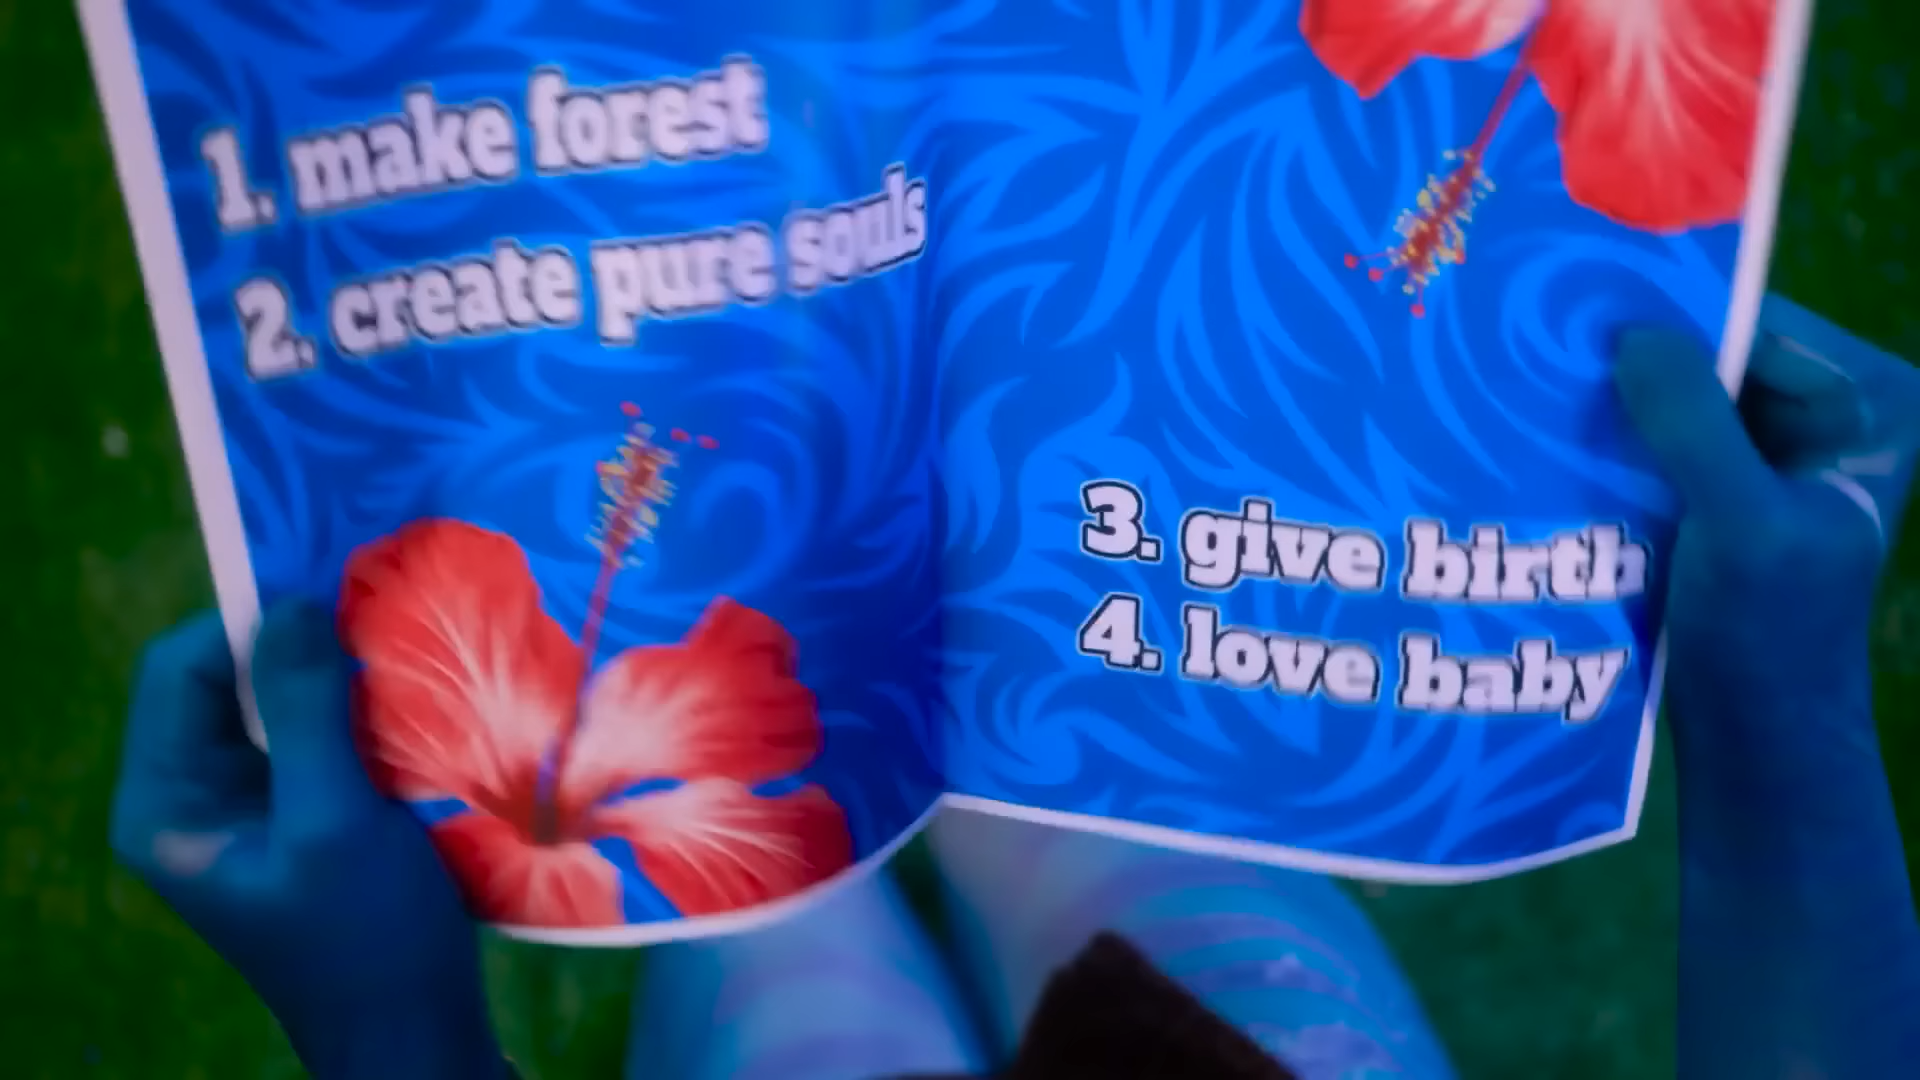 1. make forest
2. create pure souls
3. give birth
4. love baby